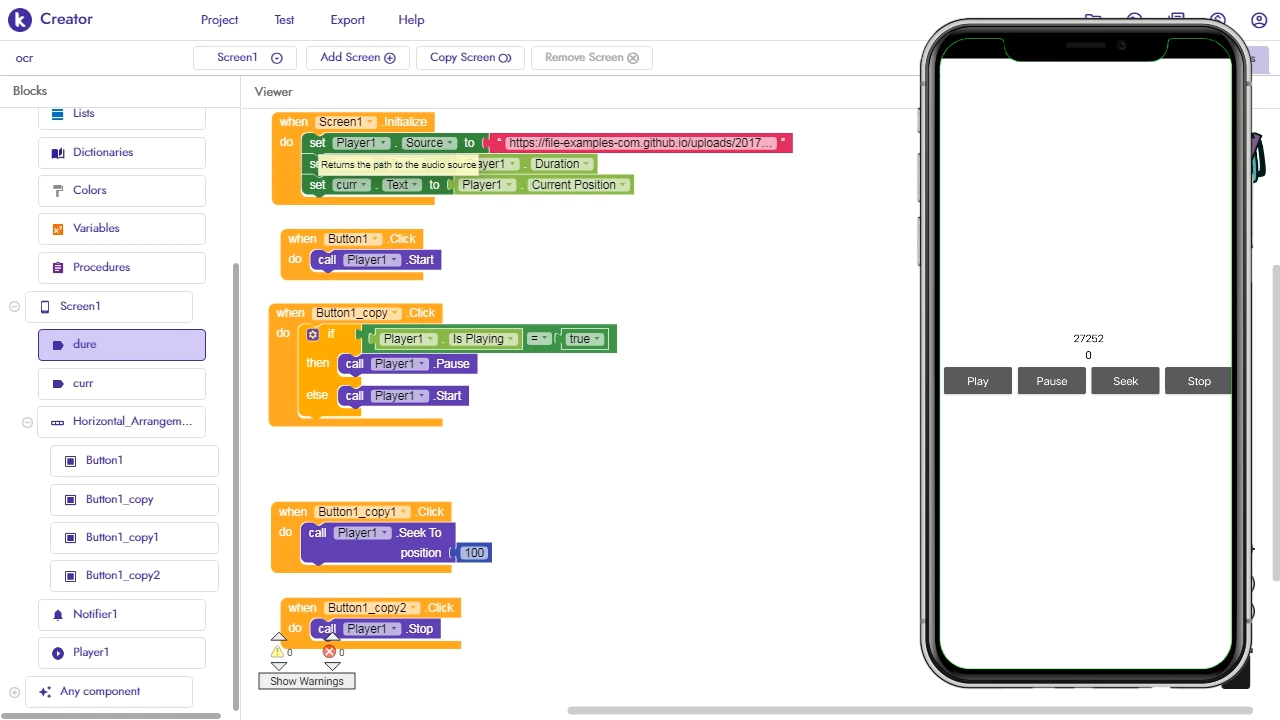 Creator
Project
Test
Export
Help
ocr
Screen1
Add Screen
Copy Screen
Remove Screen
Blocks
Viewer
Lists
Dictionaries
Colors
Variables
Procedures
Screen1
dure
curr
Horizontal_Arrangem...
Button1
Button1_copy
Button1_copy1
Button1_copy2
Notifier1
Player1
Any component
when Screen1 .Initialize
do set Player1 . Source to " https://file-examples-com.github.io/uploads/2017... "
Returns the path to the audio source
ayer1 . Duration
set curr . Text to Player1 . Current Position
when Button1 .Click
do call Player1 .Start
when Button1_copy .Click
do if Player1 . Is Playing = true
then call Player1 .Pause
else call Player1 .Start
when Button1_copy1 .Click
do call Player1 .Seek To
position 100
when Button1_copy2 .Click
do call Player1 .Stop
0 0
Show Warnings
27252
0
Play Pause Seek Stop